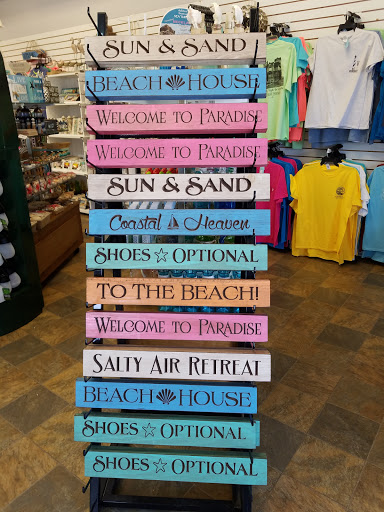 SUN & SAND
BEACH HOUSE
WELCOME TO PARADISE
WELCOME TO PARADISE
SUN & SAND
Coastal Heaven
SHOES ☆ OPTIONAL
TO THE BEACH!
WELCOME TO PARADISE
SALTY AIR RETREAT
BEACH HOUSE
SHOES ☆ OPTIONAL
SHOES ☆ OPTIONAL